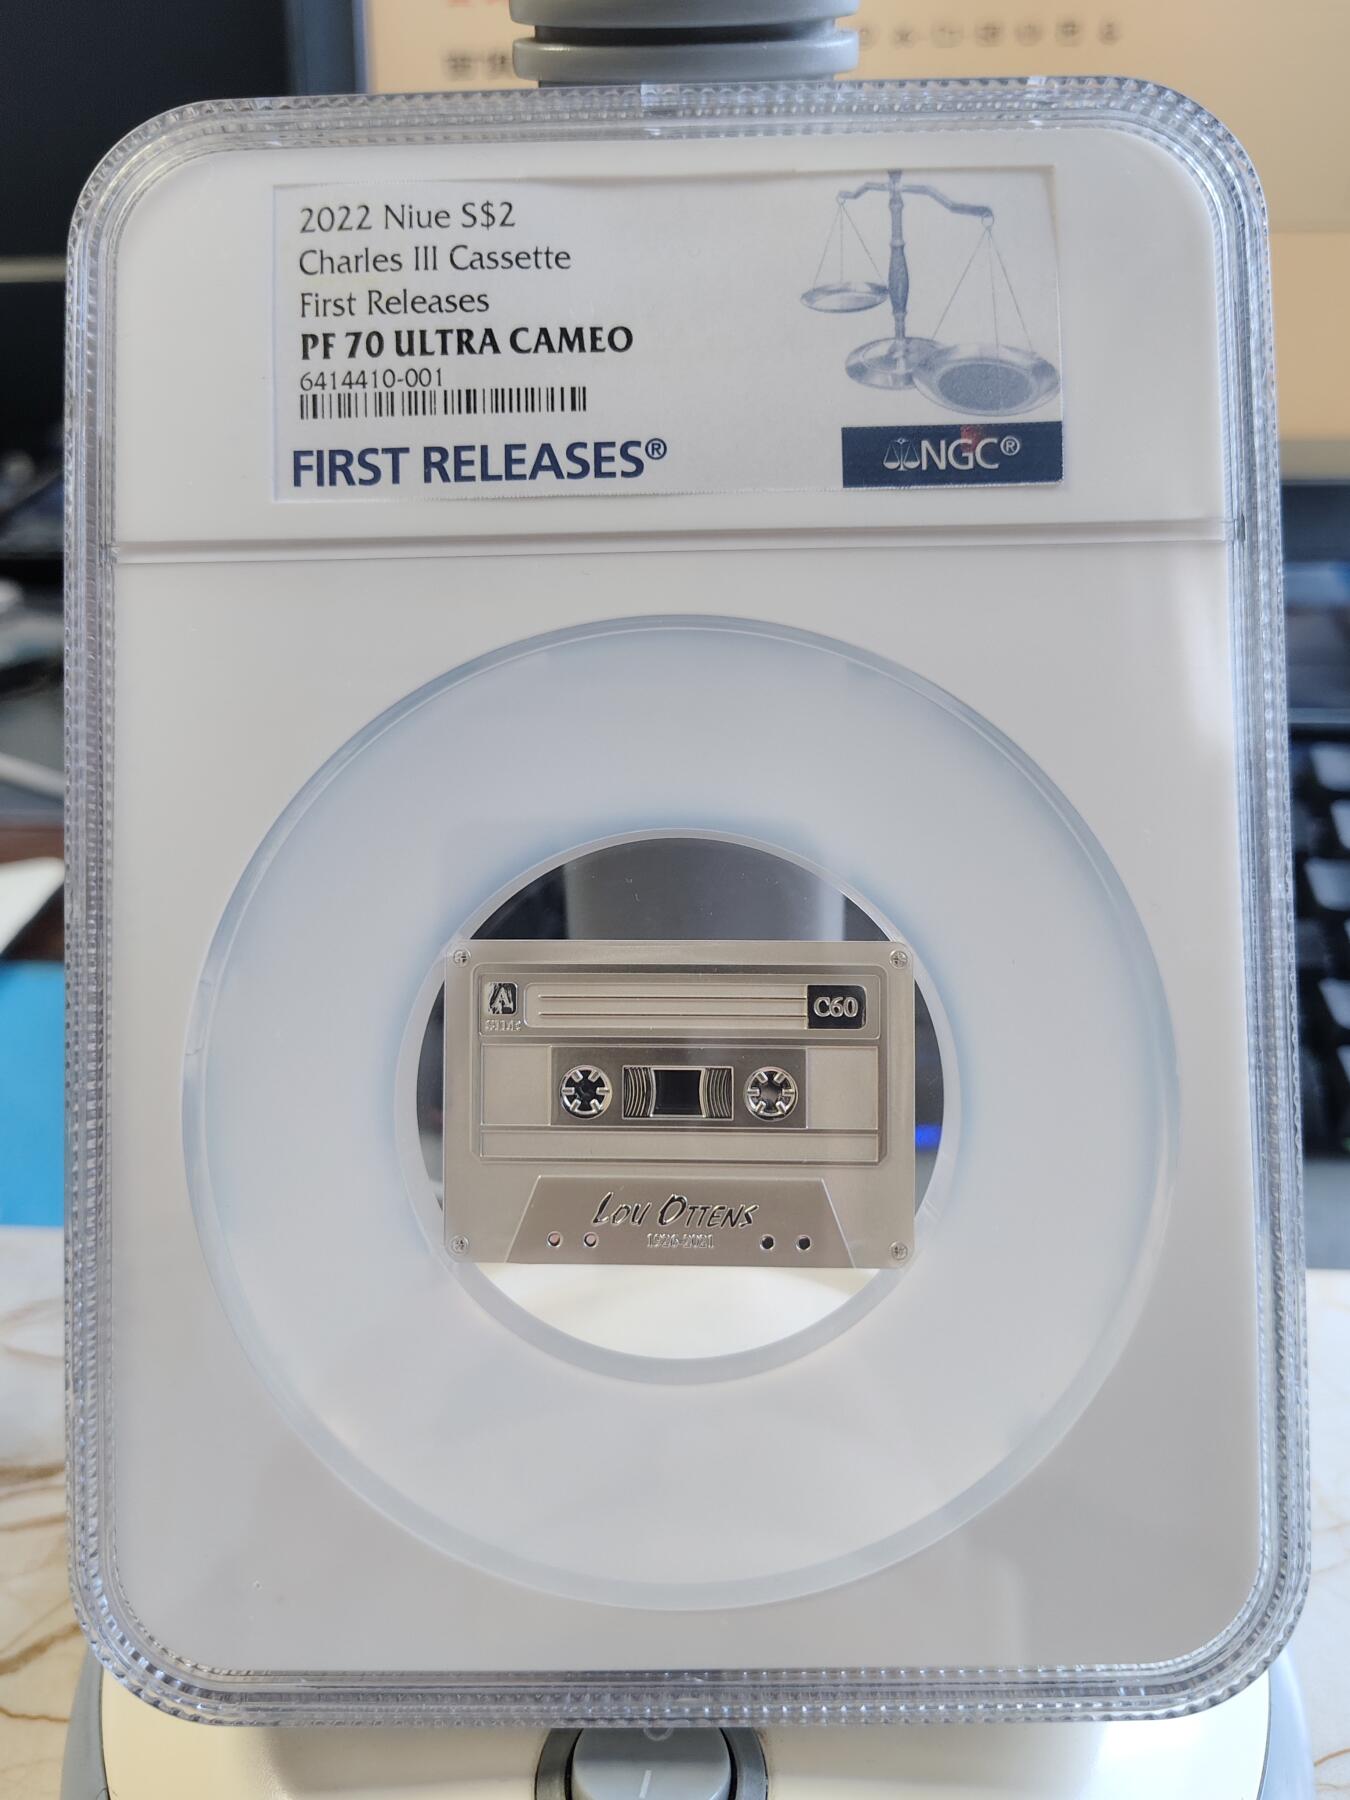 2022 Niue S$2
Charles III Cassette
First Releases
PF 70 ULTRA CAMEO
6414410-001
FIRST RELEASES®
NGC®
A
SIDE
C60
LOU OTTENS
1926-2021